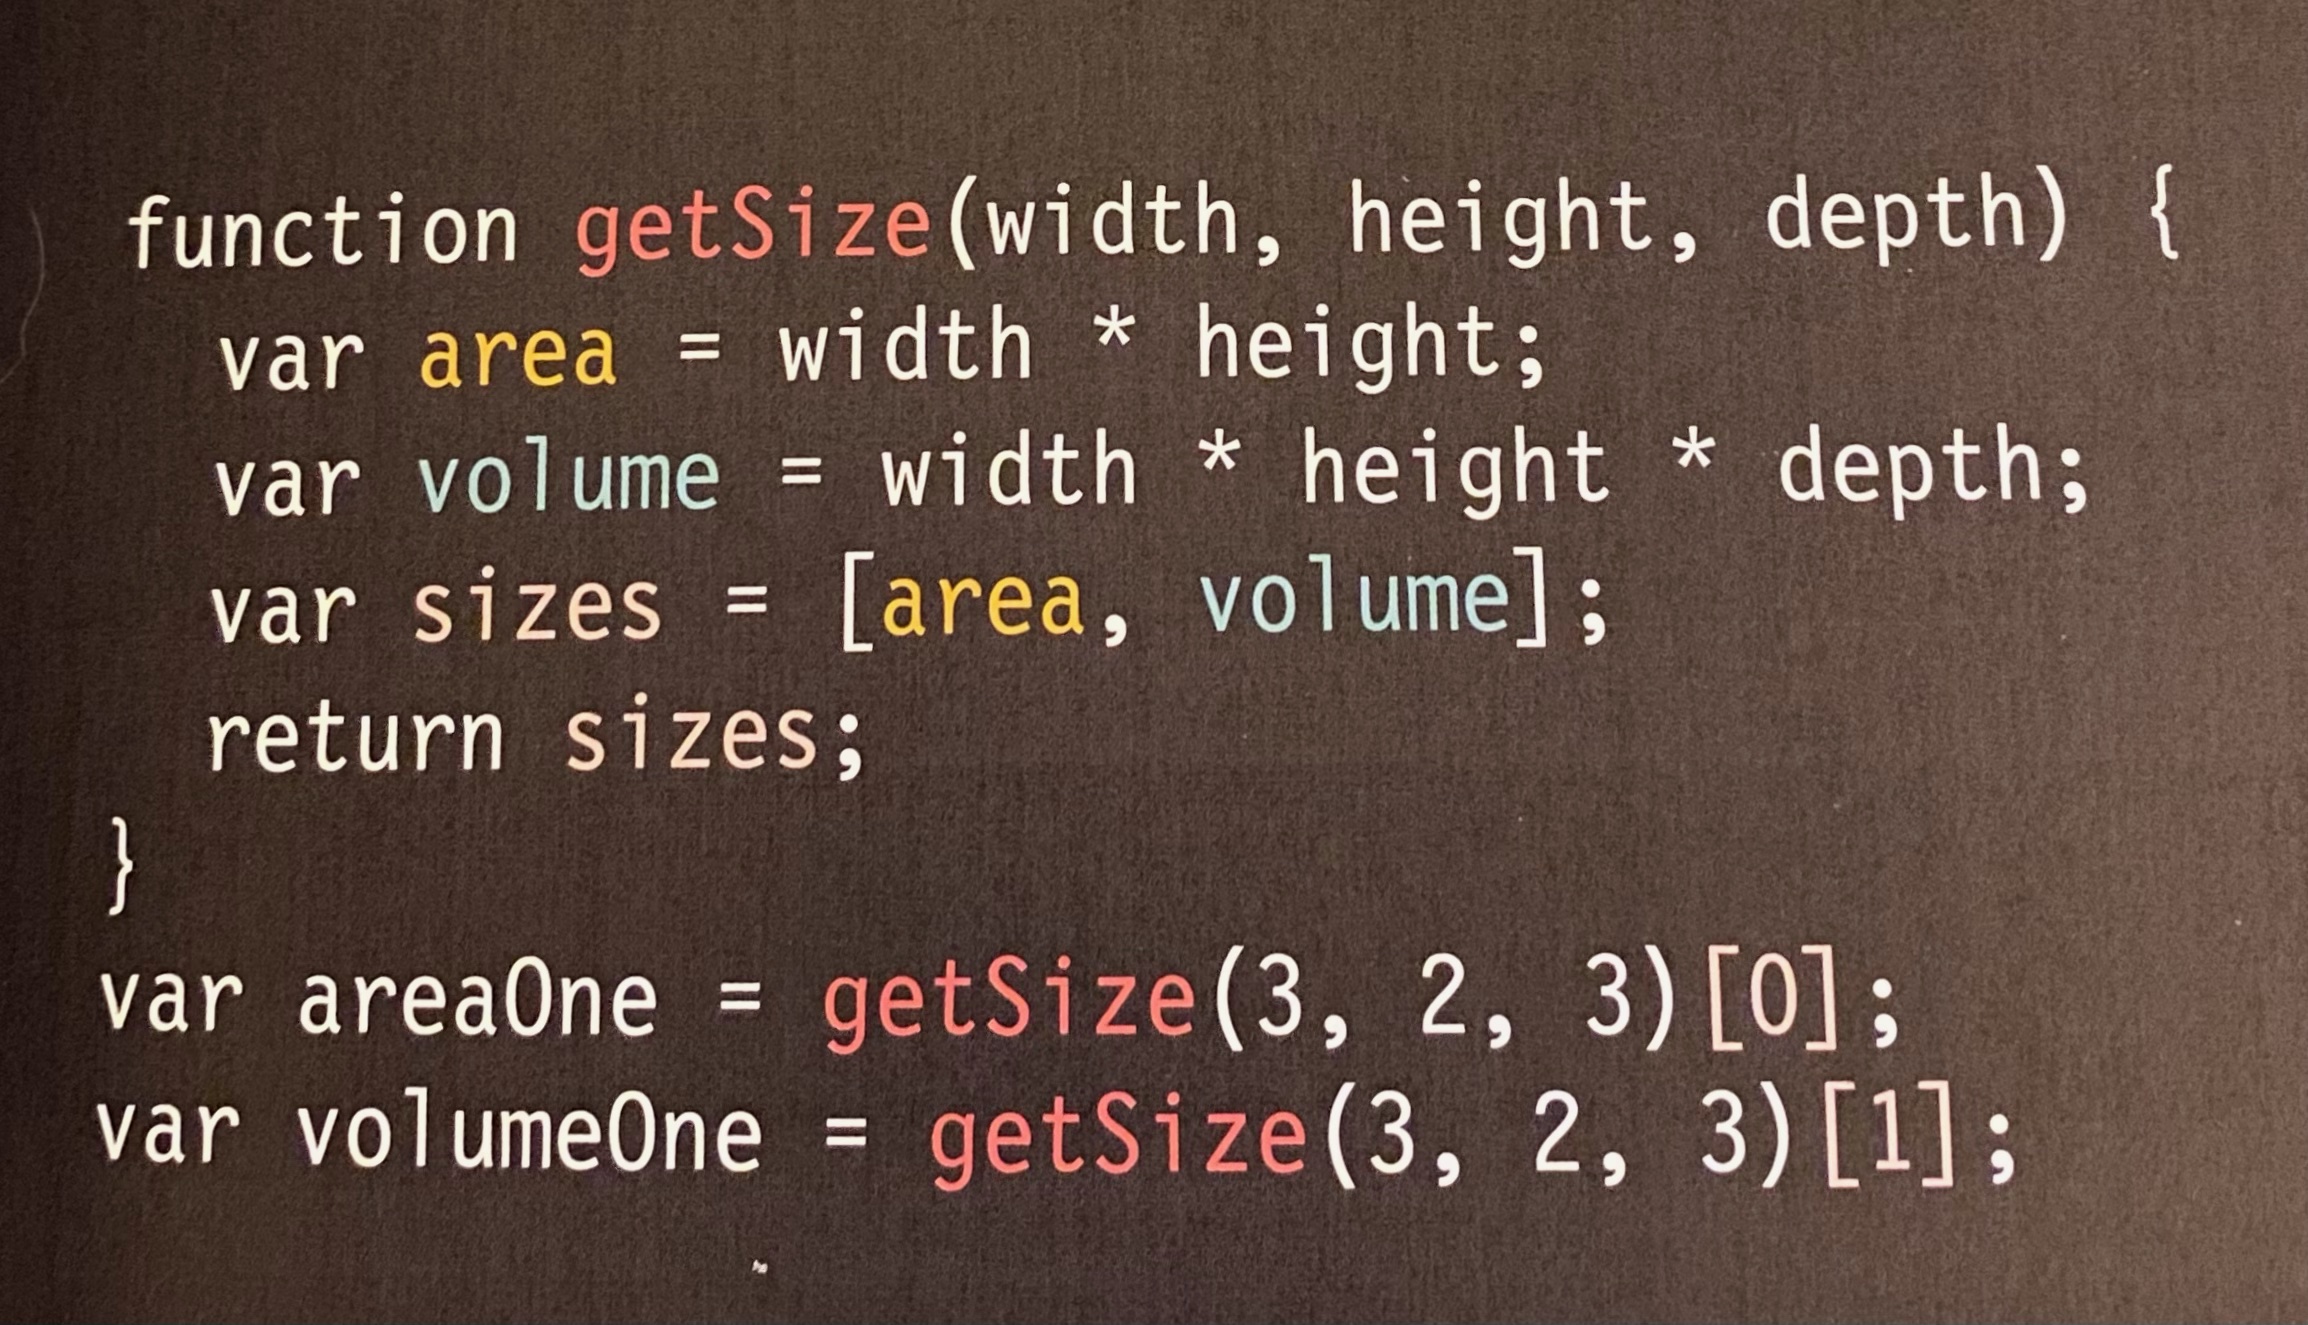 function getSize(width, height, depth) {
  var area = width * height;
  var volume = width * height * depth;
  var sizes = [area, volume];
  return sizes;
}
var areaOne = getSize(3, 2, 3)[0];
var volumeOne = getSize(3, 2, 3)[1];